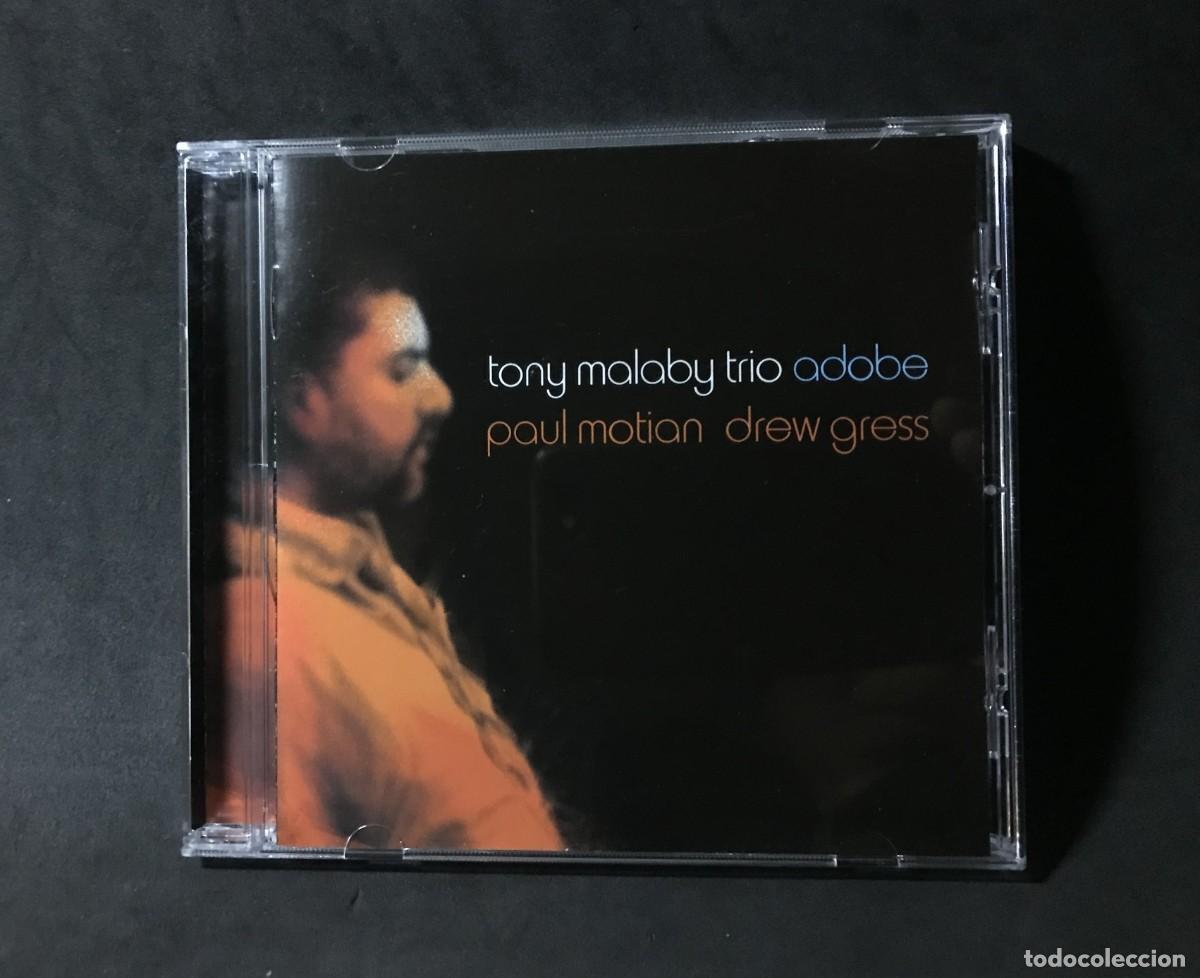 tony malaby trio adobe
paul motian drew gress
todocoleccion